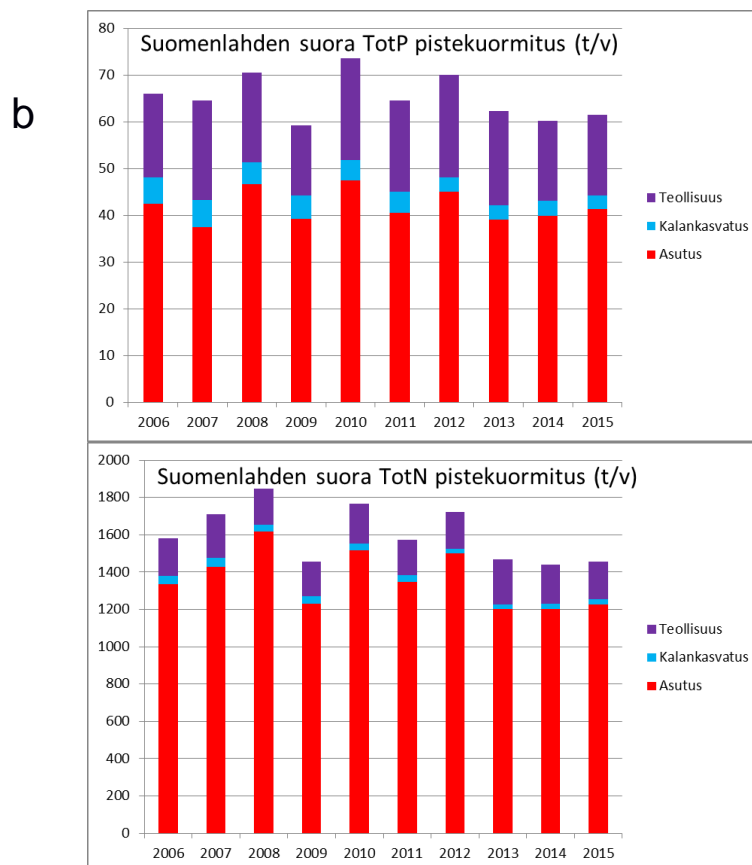 b
Suomenlahden suora TotP pistekuormitus (t/v)
80
70
60
50
40
30
20
10
0
2006 2007 2008 2009 2010 2011 2012 2013 2014 2015
Teollisuus
Kalankasvatus
Asutus
Suomenlahden suora TotN pistekuormitus (t/v)
2000
1800
1600
1400
1200
1000
800
600
400
200
0
2006 2007 2008 2009 2010 2011 2012 2013 2014 2015
Teollisuus
Kalankasvatus
Asutus